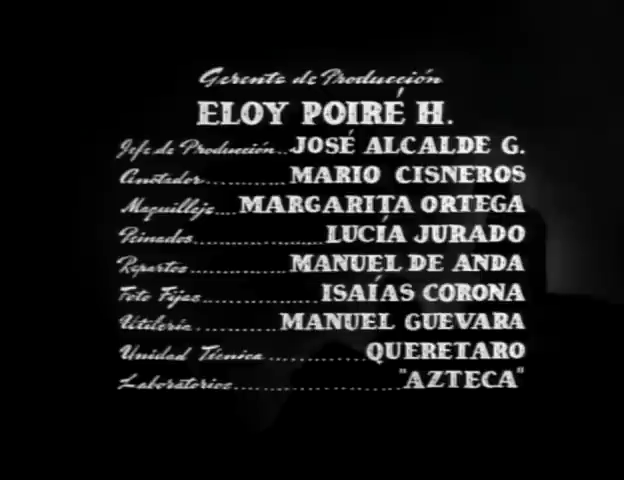 Gerente de Producción
ELOY POIRÉ H.
Jefe de Producción..JOSÉ ALCALDE G.
Anotador...........MARIO CISNEROS
Maquillaje....MARGARITA ORTEGA
Peinados.....................LUCÍA JURADO
Repartos...............MANUEL DE ANDA
Foto Fijas...................ISAÍAS CORONA
Utilería.............MANUEL GUEVARA
Unidad Técnica..............QUERETARO
Laboratorios..........................."AZTECA"